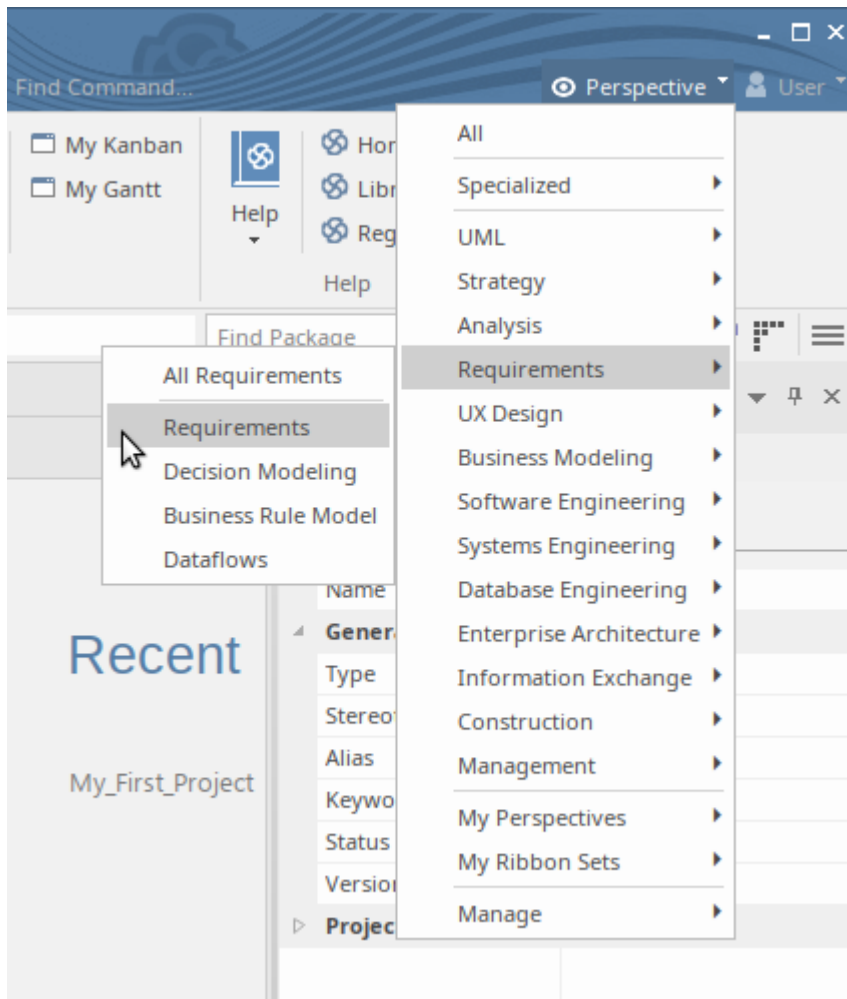 Find Command...
Perspective
User
My Kanban
My Gantt
Help
Help
Find Package
All
Specialized
UML
Strategy
Analysis
Requirements
UX Design
Business Modeling
Software Engineering
Systems Engineering
Database Engineering
Enterprise Architecture
Information Exchange
Construction
Management
My Perspectives
My Ribbon Sets
Manage
All Requirements
Requirements
Decision Modeling
Business Rule Model
Dataflows
Recent
My_First_Project
Name
Type
Alias
Status